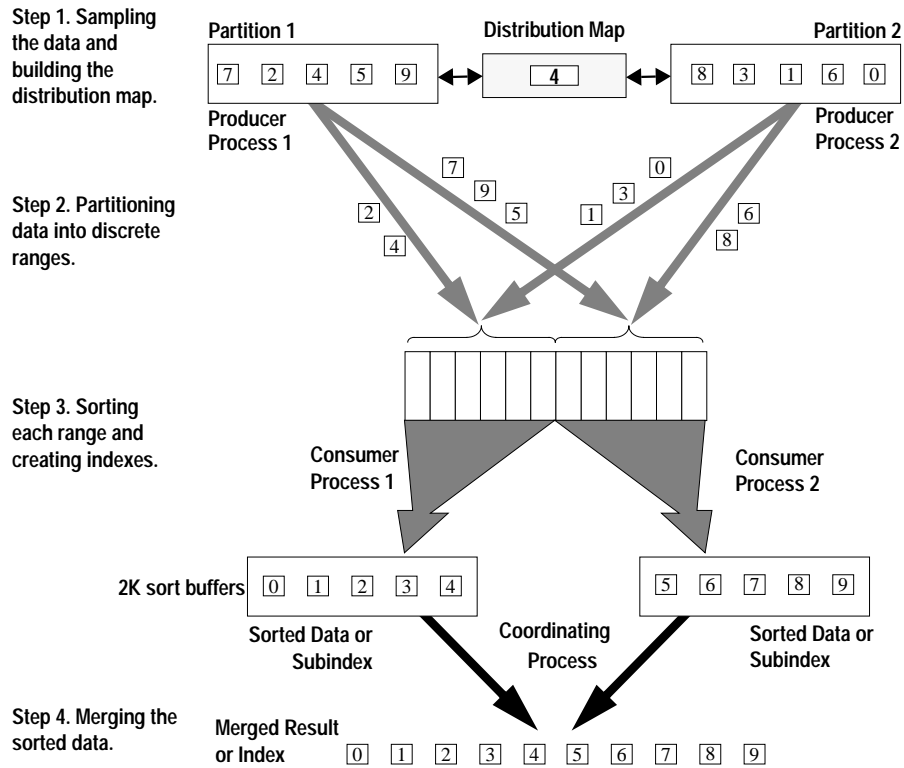 Step 1. Sampling
the data and
building the
distribution map.
Partition 1
Distribution Map
Partition 2
7 2 4 5 9
4
8 3 1 6 0
Producer
Process 1
Producer
Process 2
Step 2. Partitioning
data into discrete
ranges.
2
4
7
9
5
0
3
1
6
8
Step 3. Sorting
each range and
creating indexes.
Consumer
Process 1
Consumer
Process 2
2K sort buffers
0 1 2 3 4
5 6 7 8 9
Sorted Data or
Subindex
Coordinating
Process
Sorted Data or
Subindex
Step 4. Merging the
sorted data.
Merged Result
or Index
0 1 2 3 4 5 6 7 8 9